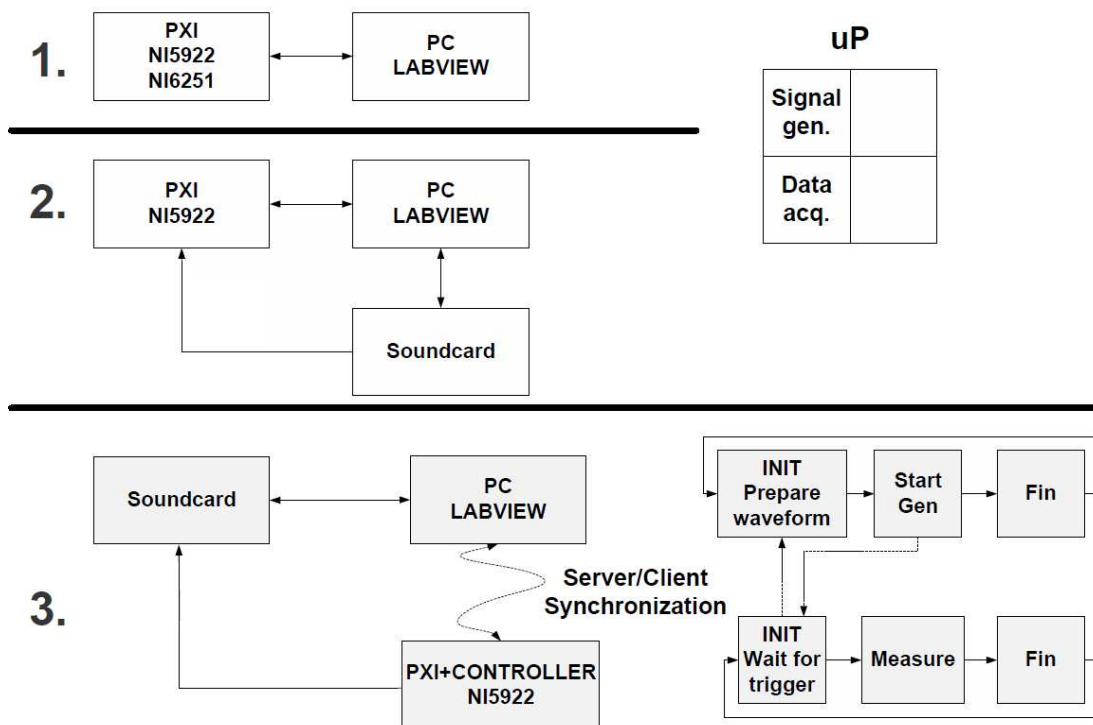 1.
PXI
NI5922
NI6251
PC
LABVIEW
uP
Signal
gen.
Data
acq.
2.
PXI
NI5922
PC
LABVIEW
Soundcard
3.
Soundcard
PC
LABVIEW
Server/Client
Synchronization
PXI+CONTROLLER
NI5922
INIT
Prepare
waveform
Start
Gen
Fin
INIT
Wait for
trigger
Measure
Fin